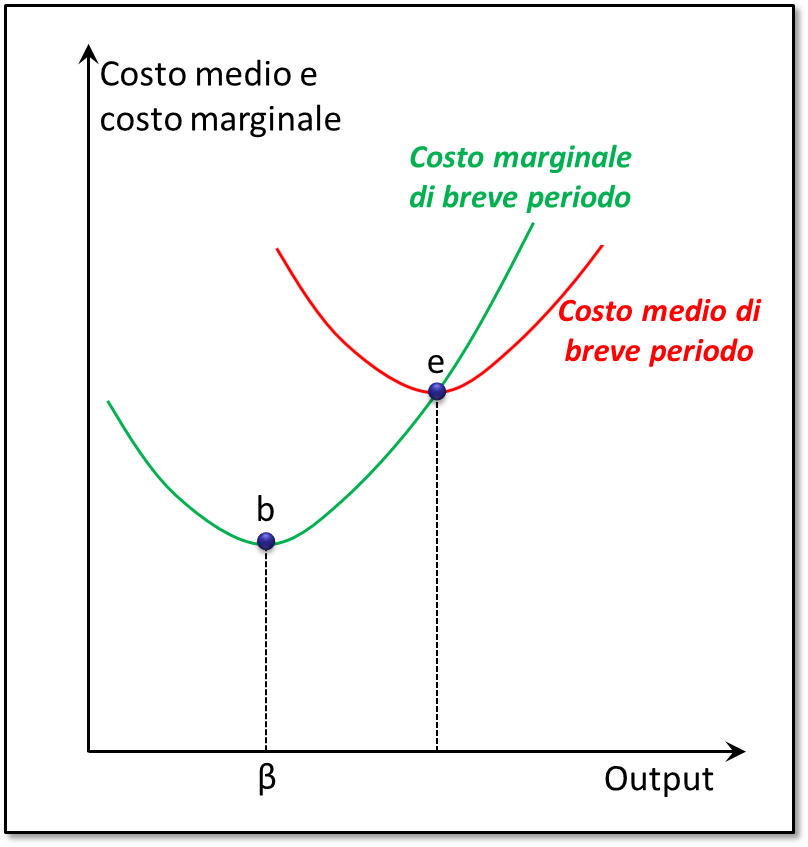 Costo medio e
costo marginale
Costo marginale
di breve periodo
Costo medio di
breve periodo
e
b
β
Output